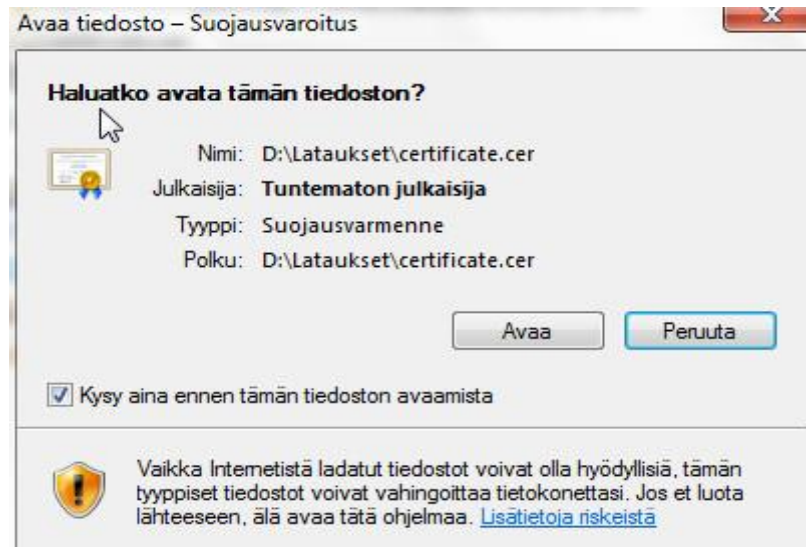 Avaa tiedosto – Suojausvaroitus
Haluatko avata tämän tiedoston?
Nimi: D:\Lataukset\certificate.cer
Julkaisija: Tuntematon julkaisija
Tyyppi: Suojausvarmenne
Polku: D:\Lataukset\certificate.cer
Avaa Peruuta
Kysy aina ennen tämän tiedoston avaamista
Vaikka Internetistä ladatut tiedostot voivat olla hyödyllisiä, tämän
tyyppiset tiedostot voivat vahingoittaa tietokonettasi. Jos et luota
lähteeseen, älä avaa tätä ohjelmaa. Lisätietoja riskeistä